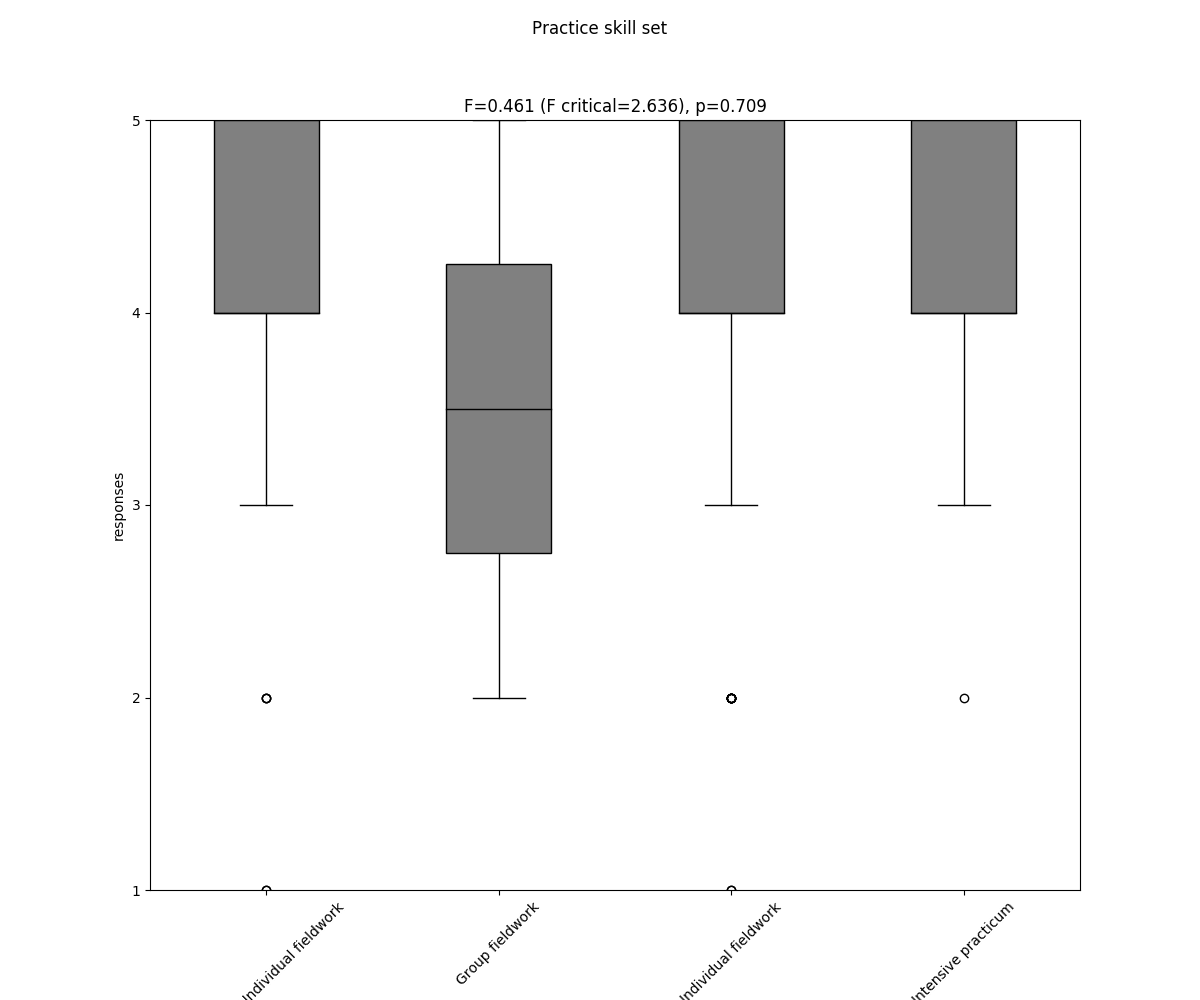 Practice skill set
F=0.461 (F critical=2.636), p=0.709
5
4
3
2
1
responses
Individual fieldwork
Group fieldwork
Individual fieldwork
Intensive practicum